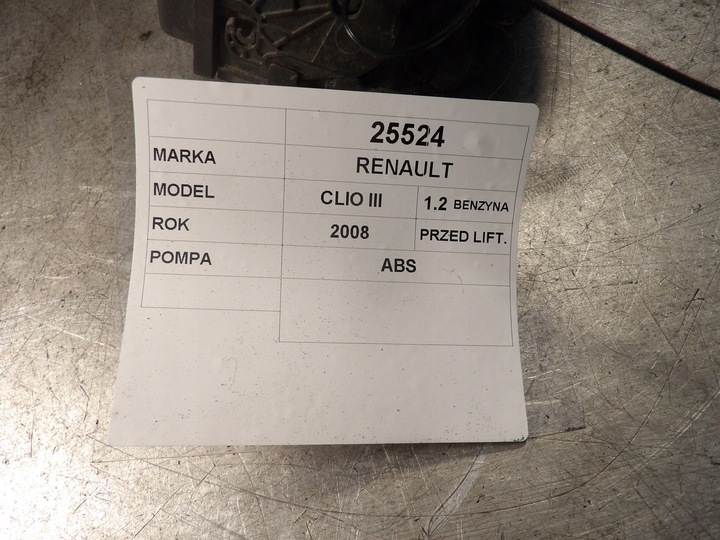 25524
MARKA RENAULT
MODEL CLIO III 1.2 BENZYNA
ROK 2008 PRZED LIFT.
POMPA ABS